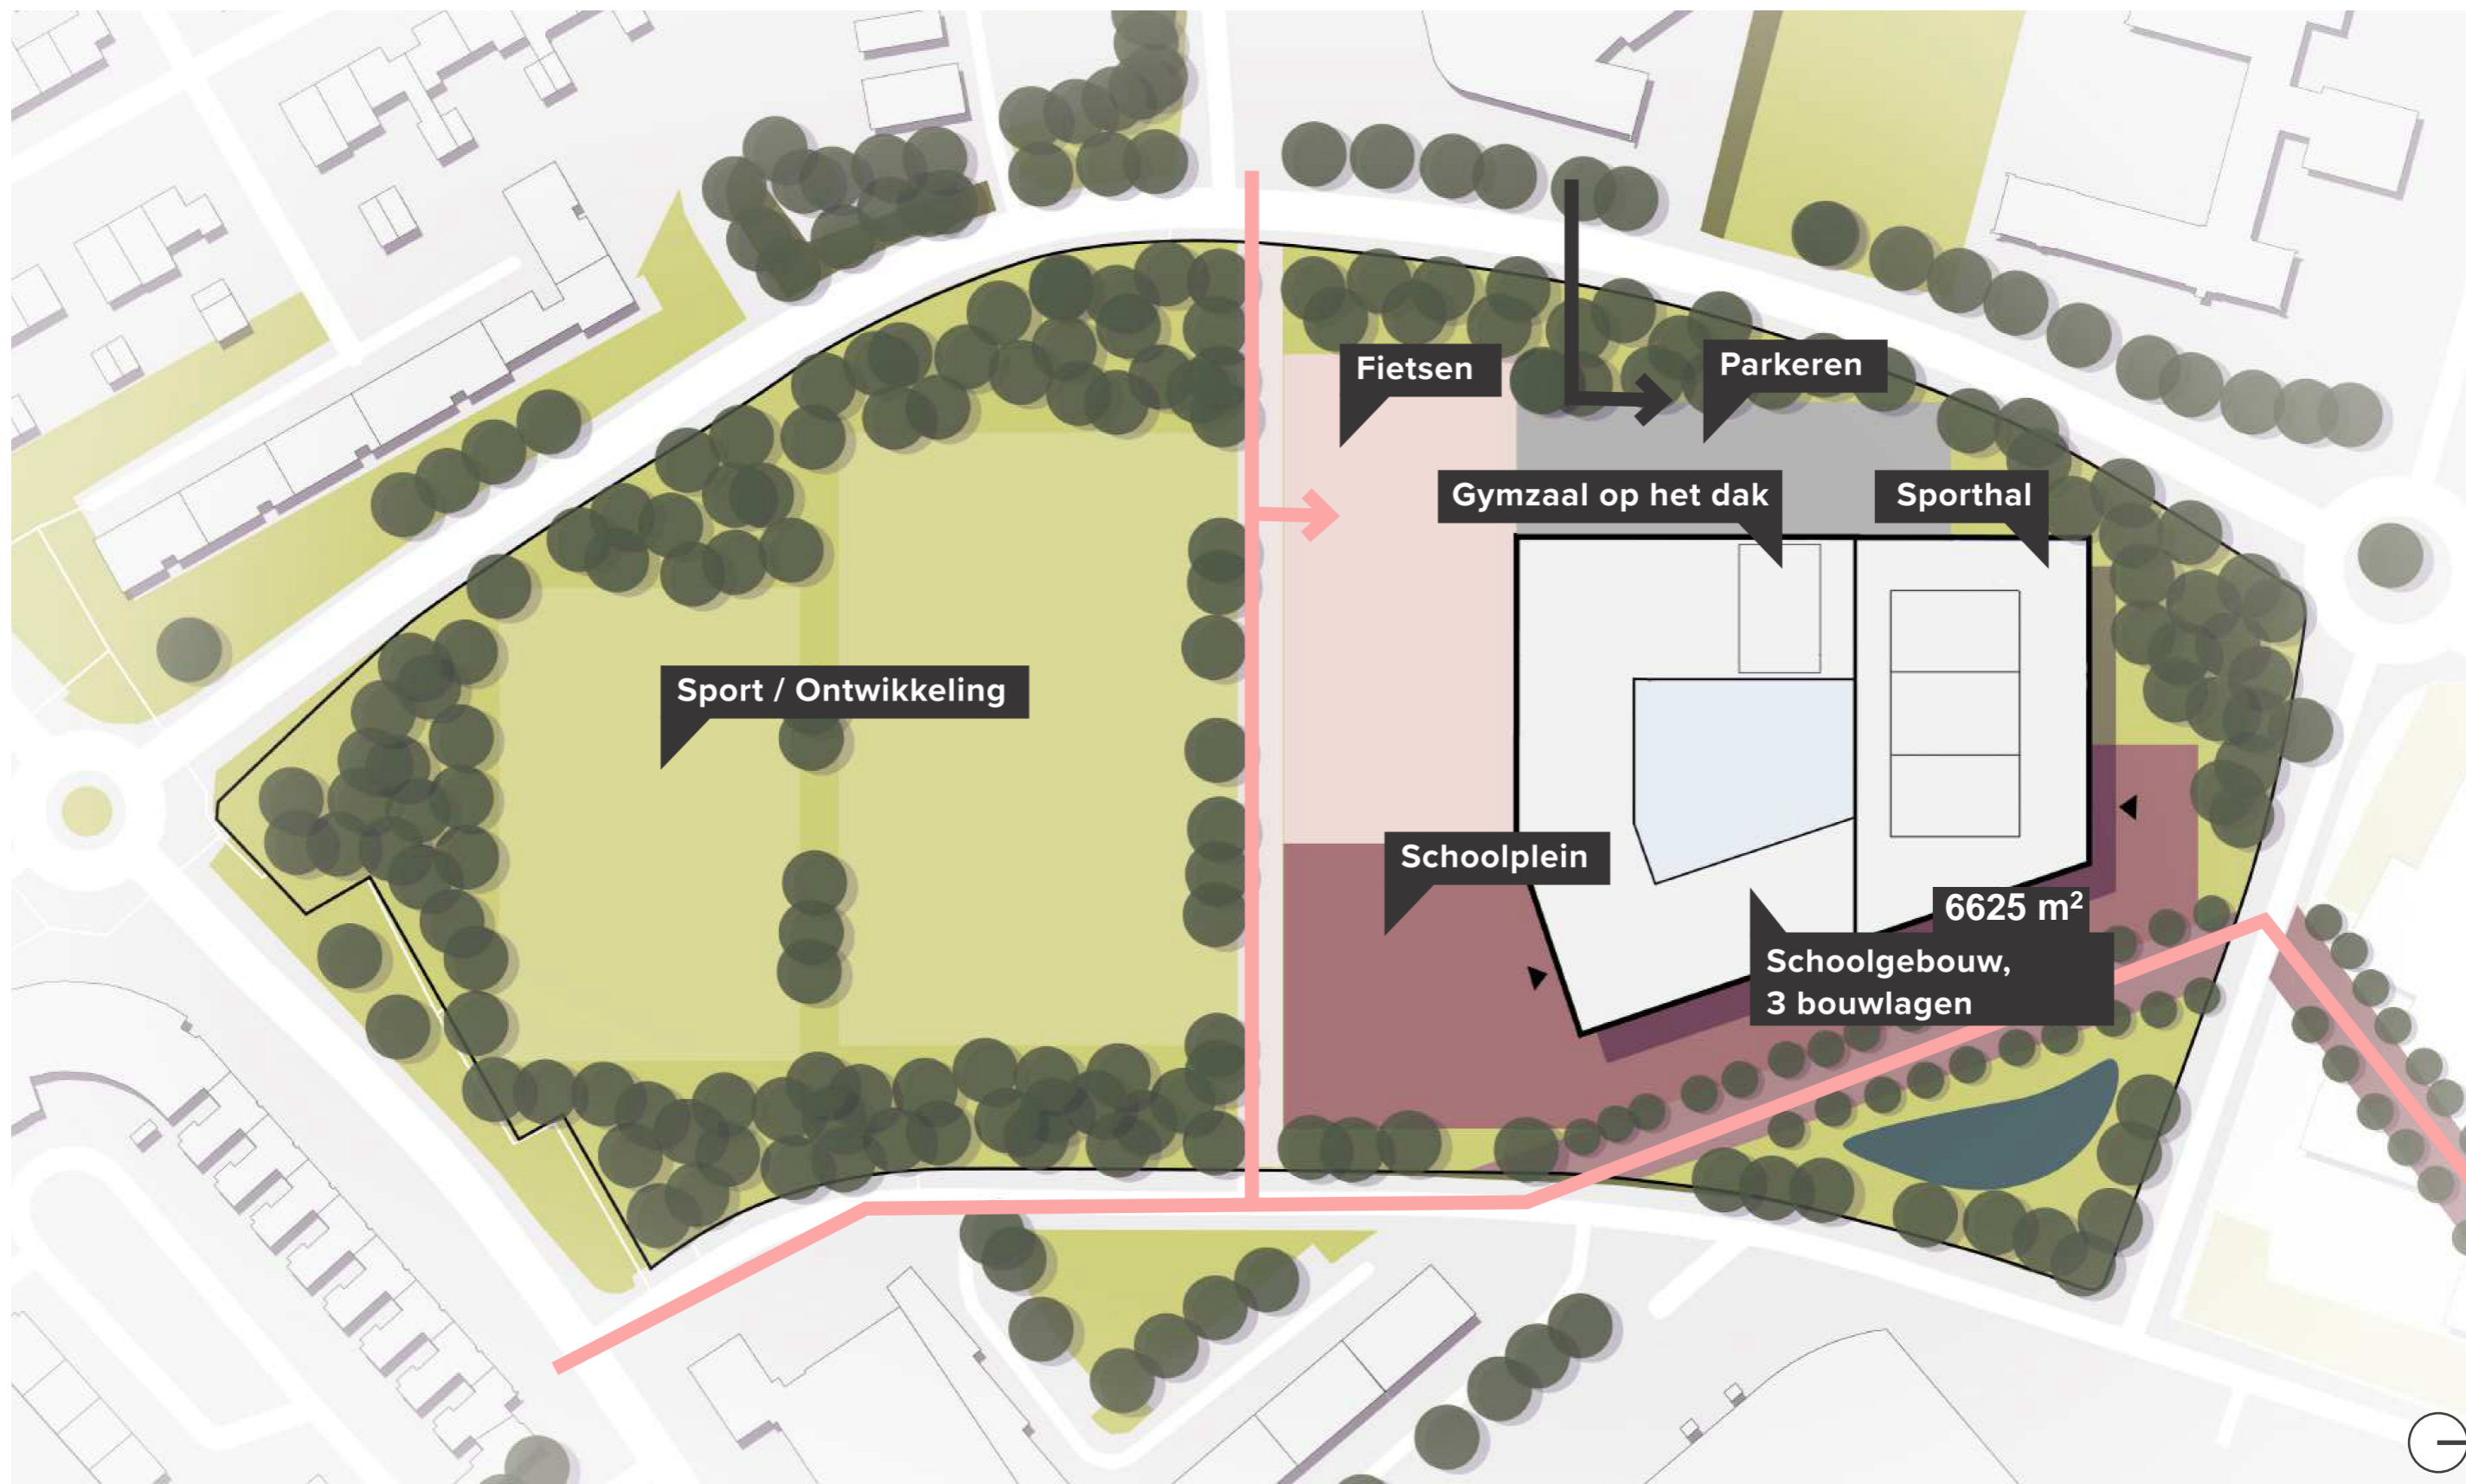 Fietsen
Parkeren
Gymzaal op het dak
Sporthal
Sport / Ontwikkeling
Schoolplein
6625 m²
Schoolgebouw,
3 bouwlagen